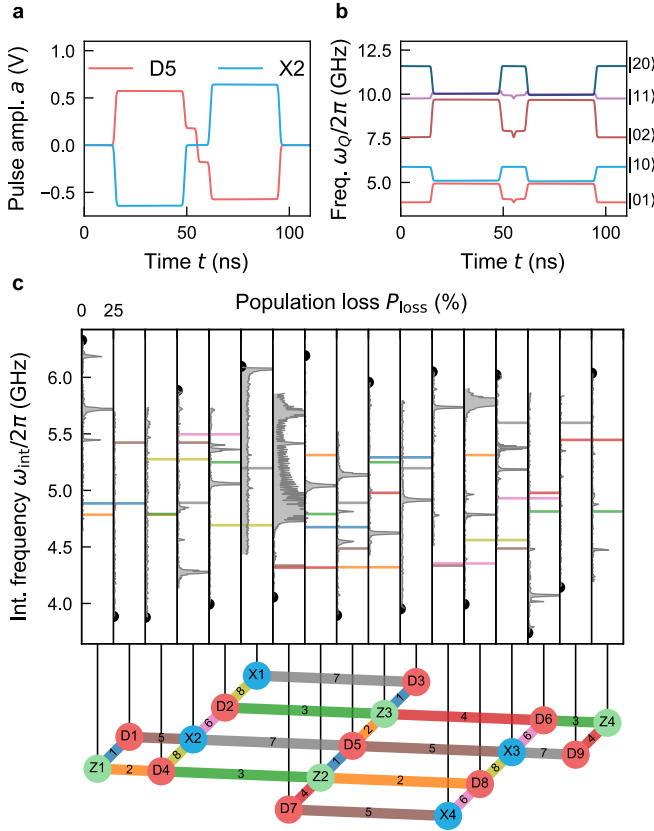 a
b
D5 X2
Pulse ampl. a (V)
1.0
0.5
0.0
−0.5
0 50 100
Time t (ns)
Freq. ω_Q/2π (GHz)
12.5
10.0
7.5
5.0
0 50 100
Time t (ns)
|20⟩
|11⟩
|02⟩
|10⟩
|01⟩
c
Population loss P_loss (%)
0 25
Int. frequency ω_int/2π (GHz)
6.0
5.5
5.0
4.5
4.0
X1 7 D3
8 1
D2 3 Z3 4 D6 3 Z4
6 2 6 4
D1 5 X2 7 D5 5 X3 7 D9
1 8 1 8
Z1 2 D4 3 Z2 2 D8
4 6
D7 5 X4